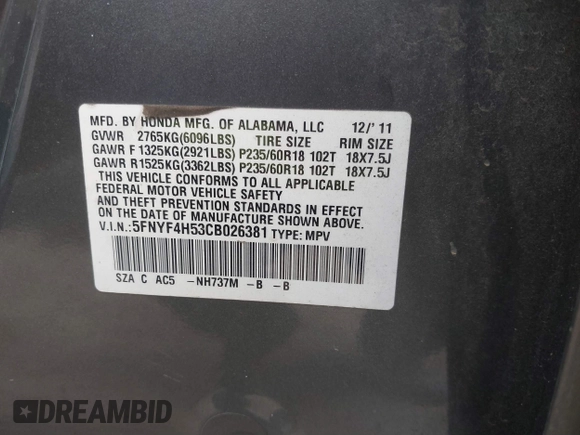 MFD. BY HONDA MFG. OF ALABAMA, LLC 12/'11
GVWR 2765KG(6096LBS) TIRE SIZE RIM SIZE
GAWR F 1325KG(2921LBS) P235/60R18 102T 18X7.5J
GAWR R 1525KG(3362LBS) P235/60R18 102T 18X7.5J
THIS VEHICLE CONFORMS TO ALL APPLICABLE
FEDERAL MOTOR VEHICLE SAFETY
AND THEFT PREVENTION STANDARDS IN EFFECT
ON THE DATE OF MANUFACTURE SHOWN ABOVE.
V.I.N.:5FNYF4H53CB026381 TYPE: MPV
SZA C AC5 -NH737M -B -B
DREAMBID